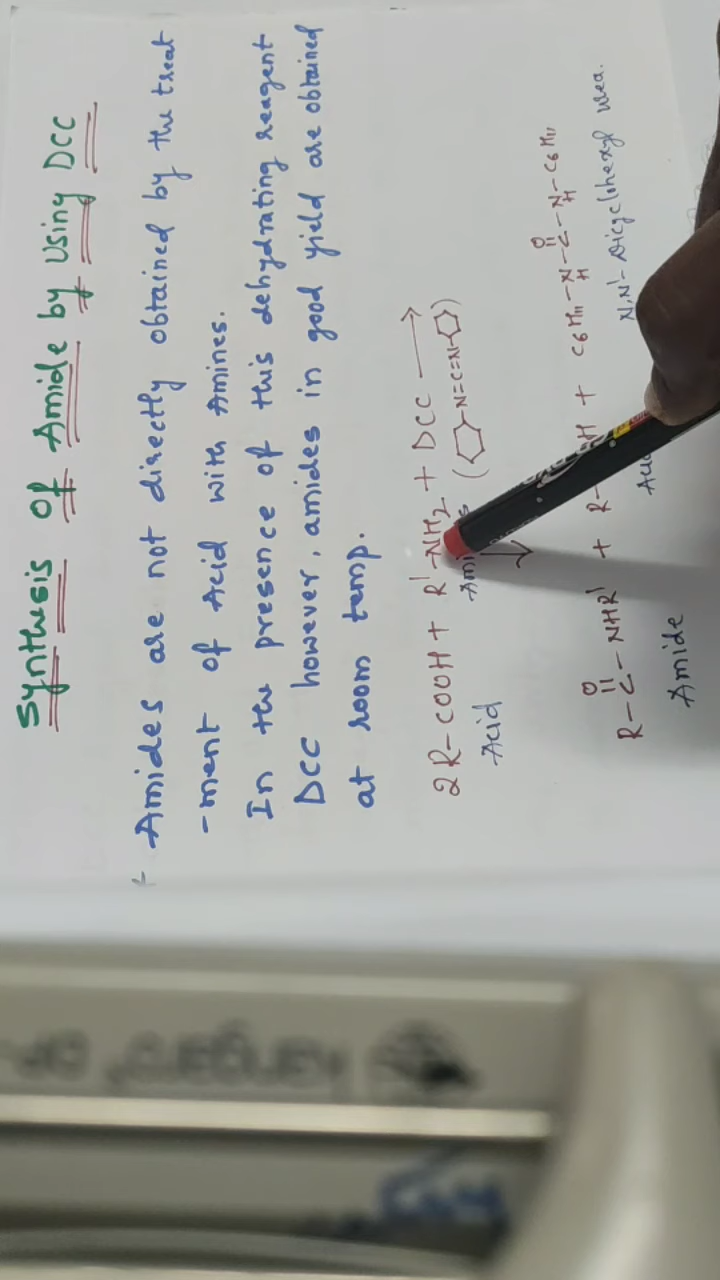 Synthesis of Amide by Using DCC
* Amides are not directly obtained by the treat
-ment of Acid with Amines.
In the presence of this dehydrating reagent
DCC however, amides in good yield are obtained
at room temp.
2R-COOH + R'-NH2 + DCC →
Acid
(⌬-N=C=N-⌬)
O O
R-C-NHR' + R- H + C6H11-N-C-N-C6H11
H H
Amide
N,N'-Dicyclohexyl urea.